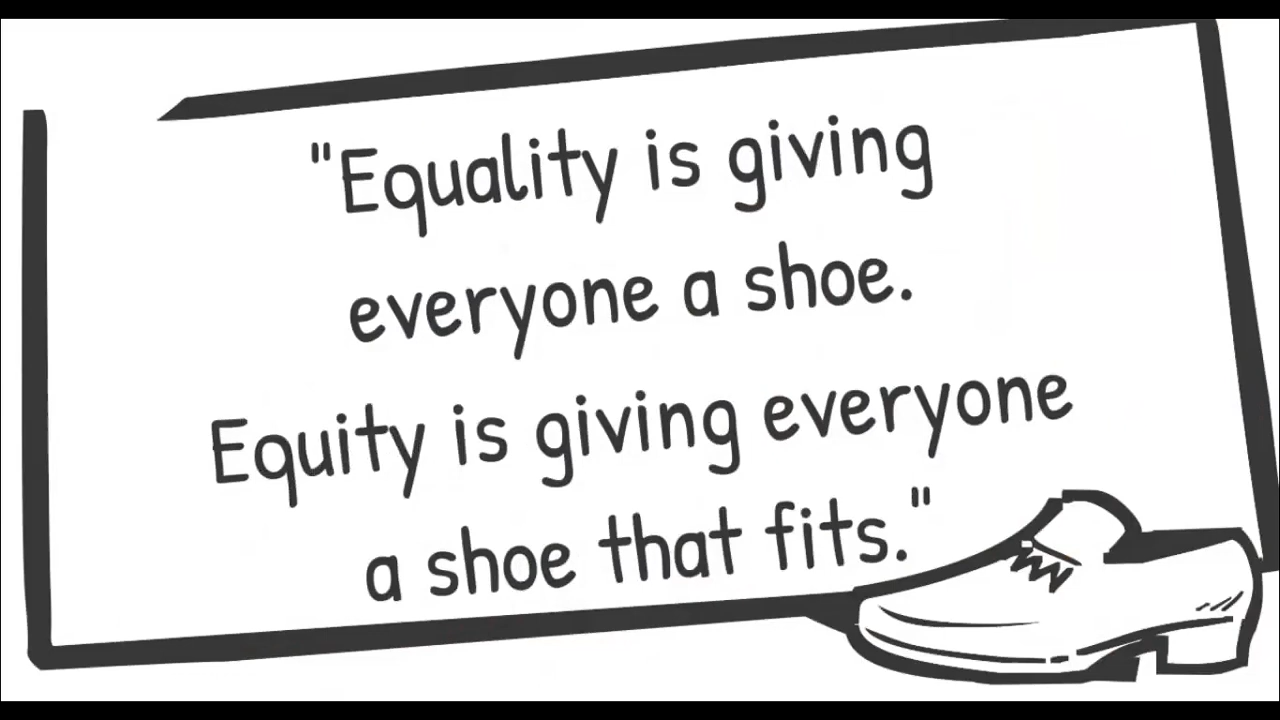 "Equality is giving
everyone a shoe.
Equity is giving everyone
a shoe that fits."